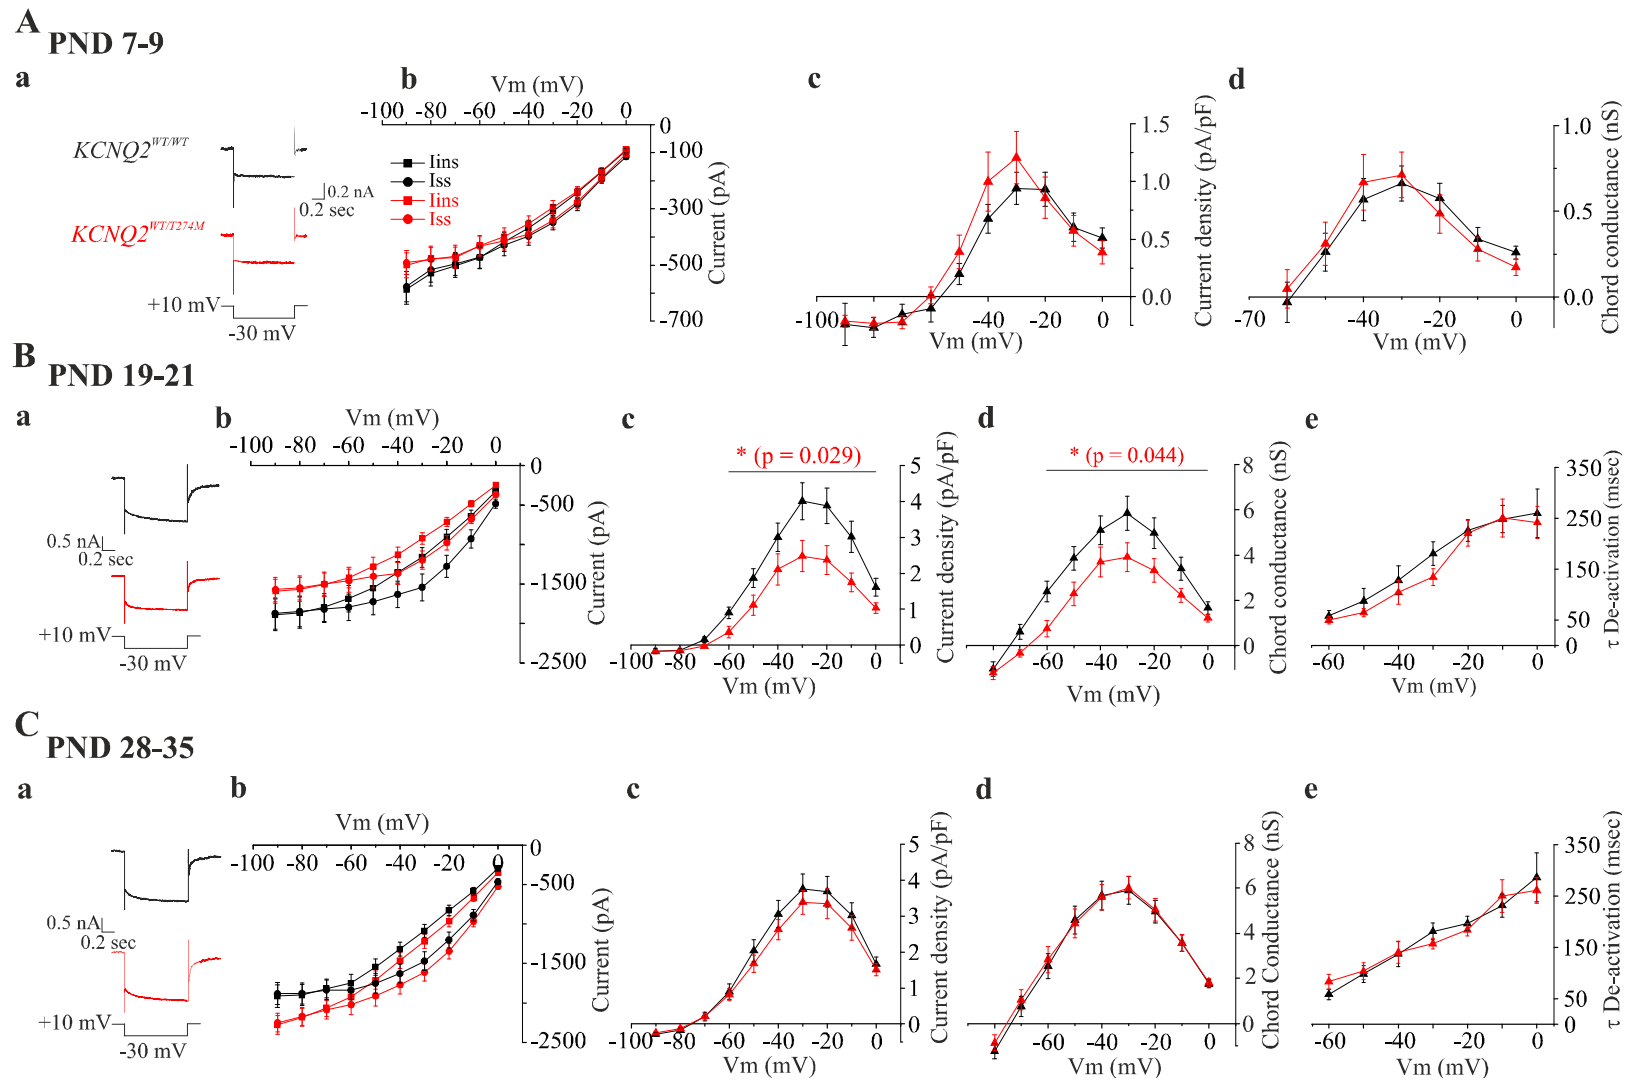 A
PND 7-9
a
KCNQ2^WT/WT
KCNQ2^WT/T274M
0.2 nA
0.2 sec
+10 mV
-30 mV
b
Vm (mV)
-100 -80 -60 -40 -20 0
0
-100
-300
-500
-700
Current (pA)
Iins
Iss
Iins
Iss
c
1.5
1.0
0.5
0.0
Current density (pA/pF)
-100 -40 -20 0
Vm (mV)
d
1.0
0.5
0.0
Chord conductance (nS)
-70 -40 -20 0
Vm (mV)
B
PND 19-21
a
0.5 nA
0.2 sec
+10 mV
-30 mV
b
Vm (mV)
-100 -80 -60 -40 -20 0
0
-500
-1500
-2500
Current (pA)
c
* (p = 0.029)
5
4
3
2
1
0
Current density (pA/pF)
-100 -80 -60 -40 -20 0
Vm (mV)
d
* (p = 0.044)
8
6
4
2
0
Chord conductance (nS)
-60 -40 -20 0
Vm (mV)
e
350
250
150
50
0
τ De-activation (msec)
-60 -40 -20 0
Vm (mV)
C
PND 28-35
a
0.5 nA
0.2 sec
+10 mV
-30 mV
b
Vm (mV)
-100 -80 -60 -40 -20 0
0
-500
-1500
-2500
Current (pA)
c
5
4
3
2
1
0
Current density (pA/pF)
-100 -80 -60 -40 -20 0
Vm (mV)
d
8
6
4
2
0
Chord Conductance (nS)
-60 -40 -20 0
Vm (mV)
e
350
250
150
50
0
τ De-activation (msec)
-60 -40 -20 0
Vm (mV)